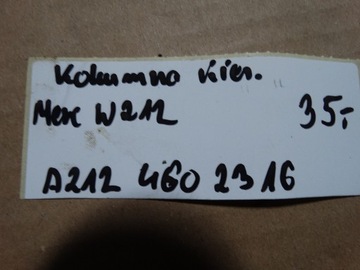 Kolumna kier.
Merc W212 35,-
A212 460 23 16